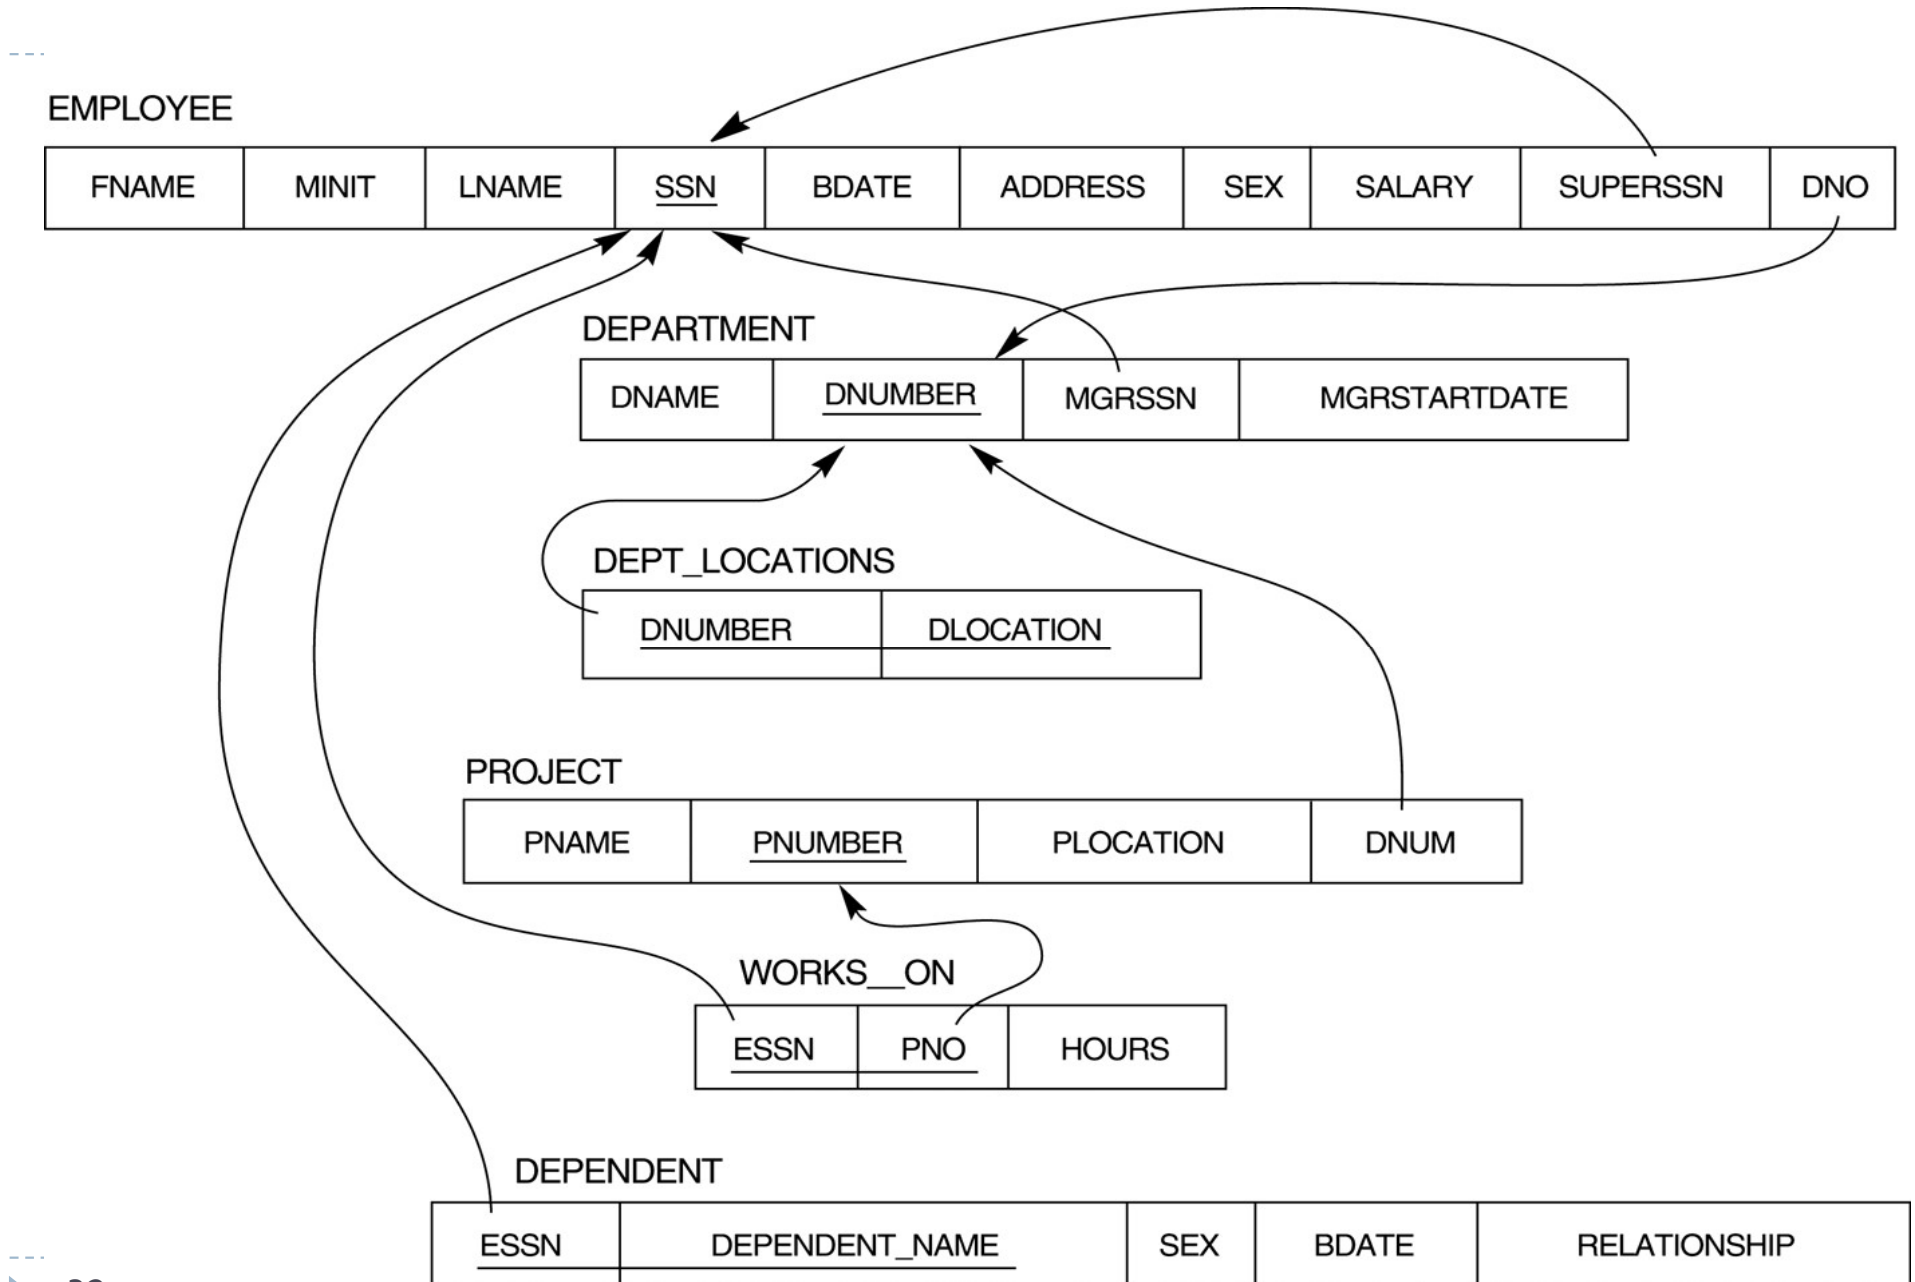 EMPLOYEE
FNAME MINIT LNAME SSN BDATE ADDRESS SEX SALARY SUPERSSN DNO
DEPARTMENT
DNAME DNUMBER MGRSSN MGRSTARTDATE
DEPT_LOCATIONS
DNUMBER DLOCATION
PROJECT
PNAME PNUMBER PLOCATION DNUM
WORKS__ON
ESSN PNO HOURS
DEPENDENT
ESSN DEPENDENT_NAME SEX BDATE RELATIONSHIP